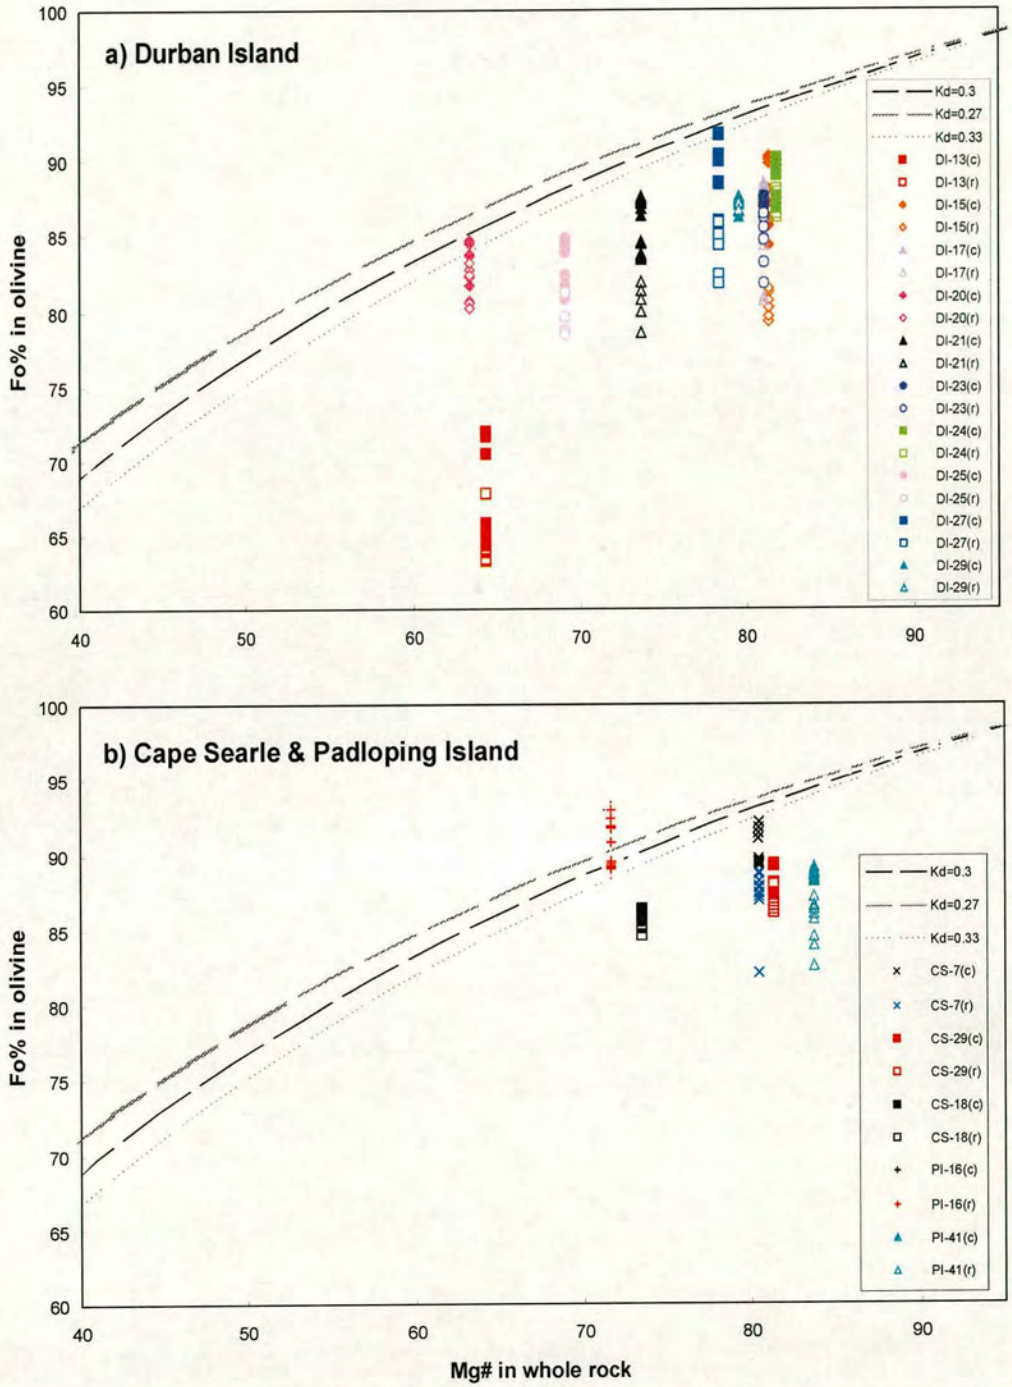 a) Durban Island
Fo% in olivine
100
95
90
85
80
75
70
65
60
40
50
60
70
80
90
Kd=0.3
Kd=0.27
Kd=0.33
DI-13(c)
DI-13(r)
DI-15(c)
DI-15(r)
DI-17(c)
DI-17(r)
DI-20(c)
DI-20(r)
DI-21(c)
DI-21(r)
DI-23(c)
DI-23(r)
DI-24(c)
DI-24(r)
DI-25(c)
DI-25(r)
DI-27(c)
DI-27(r)
DI-29(c)
DI-29(r)
b) Cape Searle & Padloping Island
Fo% in olivine
100
95
90
85
80
75
70
65
60
40
50
60
70
80
90
Kd=0.3
Kd=0.27
Kd=0.33
CS-7(c)
CS-7(r)
CS-29(c)
CS-29(r)
CS-18(c)
CS-18(r)
PI-16(c)
PI-16(r)
PI-41(c)
PI-41(r)
Mg# in whole rock